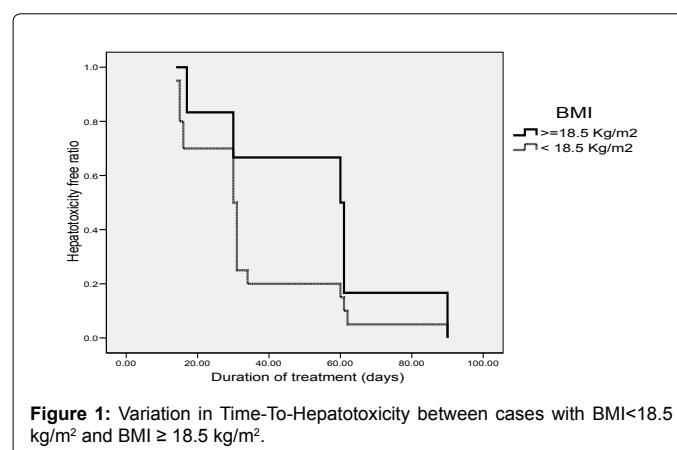 1.0
0.8
0.6
0.4
0.2
0.0
Hepatotoxicity free ratio
0.00 20.00 40.00 60.00 80.00 100.00
Duration of treatment (days)
BMI
>=18.5 Kg/m2
< 18.5 Kg/m2
Figure 1: Variation in Time-To-Hepatotoxicity between cases with BMI<18.5
kg/m² and BMI ≥ 18.5 kg/m².